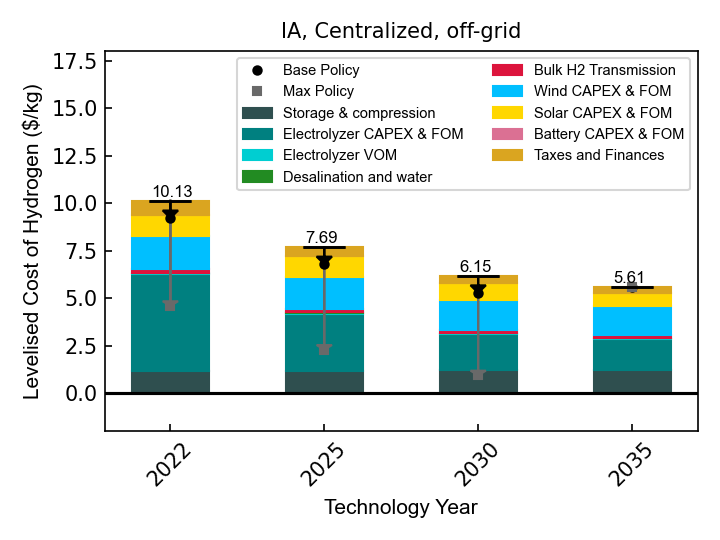 IA, Centralized, off-grid
Levelised Cost of Hydrogen ($/kg)
17.5
15.0
12.5
10.0
7.5
5.0
2.5
0.0
Base Policy
Max Policy
Storage & compression
Electrolyzer CAPEX & FOM
Electrolyzer VOM
Desalination and water
Bulk H2 Transmission
Wind CAPEX & FOM
Solar CAPEX & FOM
Battery CAPEX & FOM
Taxes and Finances
10.13
7.69
6.15
5.61
2022
2025
2030
2035
Technology Year